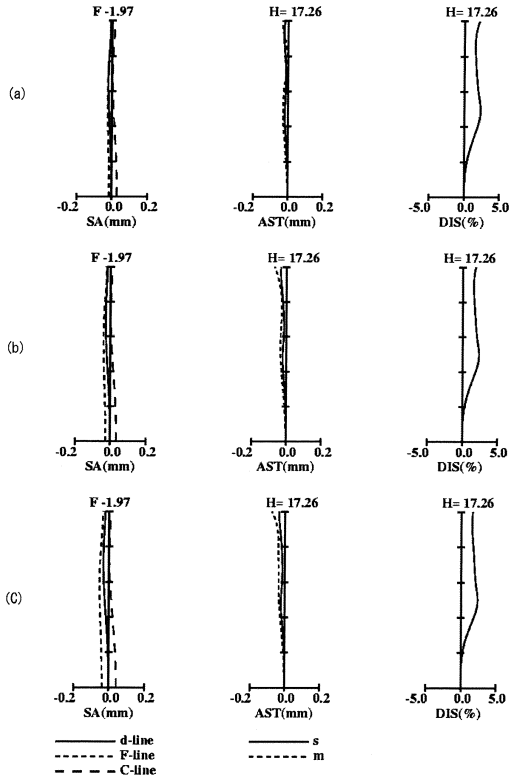 F -1.97 H= 17.26 H= 17.26
(a)
-0.2 0.0 0.2 -0.2 0.0 0.2 -5.0 0.0 5.0
SA(mm) AST(mm) DIS(%)
F -1.97 H= 17.26 H= 17.26
(b)
-0.2 0.0 0.2 -0.2 0.0 0.2 -5.0 0.0 5.0
SA(mm) AST(mm) DIS(%)
F -1.97 H= 17.26 H= 17.26
(C)
-0.2 0.0 0.2 -0.2 0.0 0.2 -5.0 0.0 5.0
SA(mm) AST(mm) DIS(%)
d-line s
F-line m
C-line